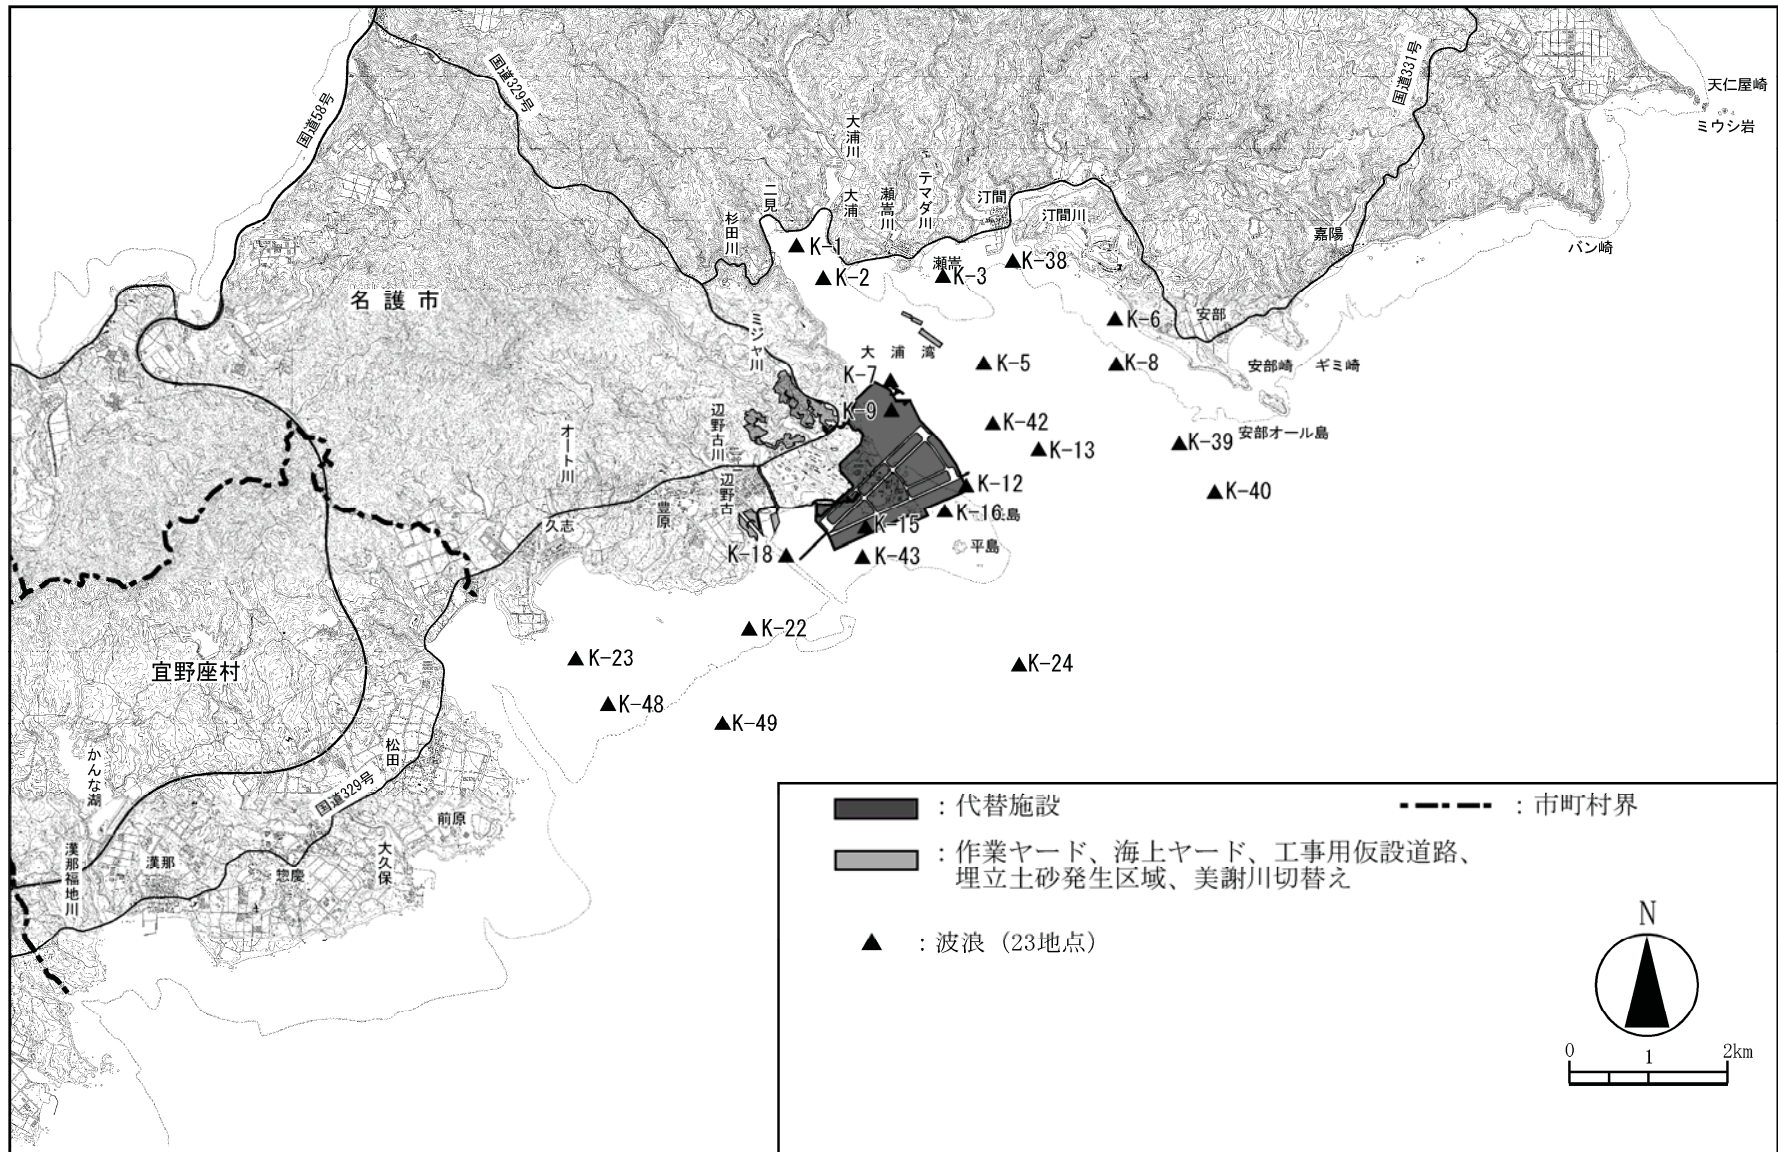 天仁屋崎
ミウシ岩
国道331号
国道329号
国道58号
大浦川
テマダ川
瀬嵩川
大浦
二見
杉田川
汀間
汀間川
嘉陽
バン崎
K-1
K-2
瀬嵩
K-3
K-38
名護市
ミジャ川
K-6
安部
大浦湾
K-5
K-8
安部崎
ギミ崎
K-7
K-9
辺野古川
オート川
K-42
K-13
K-39
安部オール島
辺野古
豊原
久志
K-12
K-40
K-16
島
K-15
平島
K-18
K-43
K-22
K-23
K-24
宜野座村
K-48
K-49
松田
かんな湖
国道329号
前原
大久保
漢那
惣慶
漢那福地川
：代替施設
：市町村界
：作業ヤード、海上ヤード、工事用仮設道路、
埋立土砂発生区域、美謝川切替え
：波浪（23地点）
N
0 1 2km